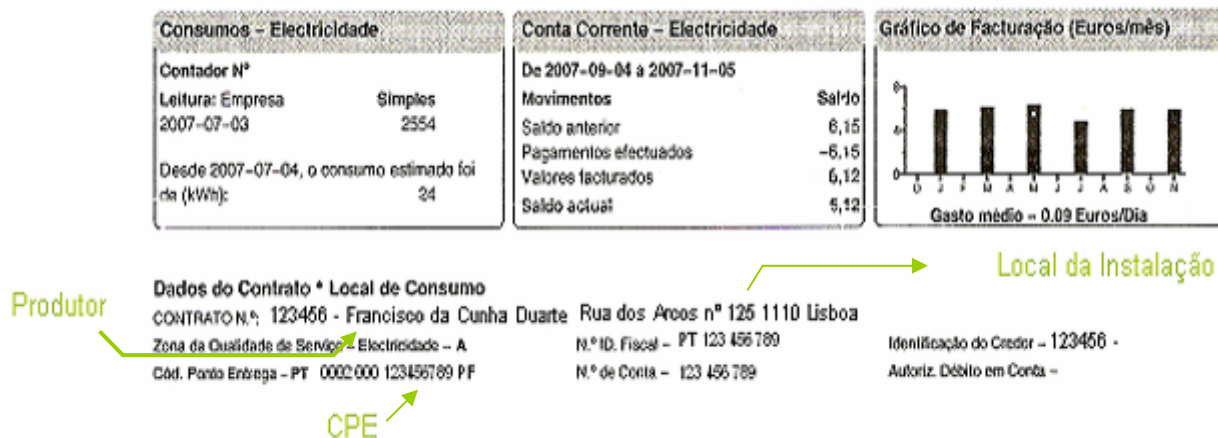 Consumos – Electricidade
Contador Nº
Leitura: Empresa Simples
2007-07-03 2554
Desde 2007-07-04, o consumo estimado foi
de (kWh): 24
Conta Corrente – Electricidade
De 2007-09-04 a 2007-11-05
Movimentos Saldo
Saldo anterior 6,15
Pagamentos efectuados -6,15
Valores facturados 6,12
Saldo actual 6,12
Gráfico de Facturação (Euros/mês)
8
4
0
D J F M A M J J A S O N
Gasto médio – 0.09 Euros/Dia
Local da Instalação
Produtor
Dados do Contrato * Local de Consumo
CONTRATO N.º: 123456 - Francisco da Cunha Duarte Rua dos Arcos nº 125 1110 Lisboa
Zona da Qualidade de Serviço – Electricidade – A N.º ID. Fiscal – PT 123 456 789 Identificação do Credor – 123456 -
Cód. Ponto Entrega – PT 0002 000 123456789 PF N.º de Conta – 123 456 789 Autoriz. Débito em Conta –
CPE